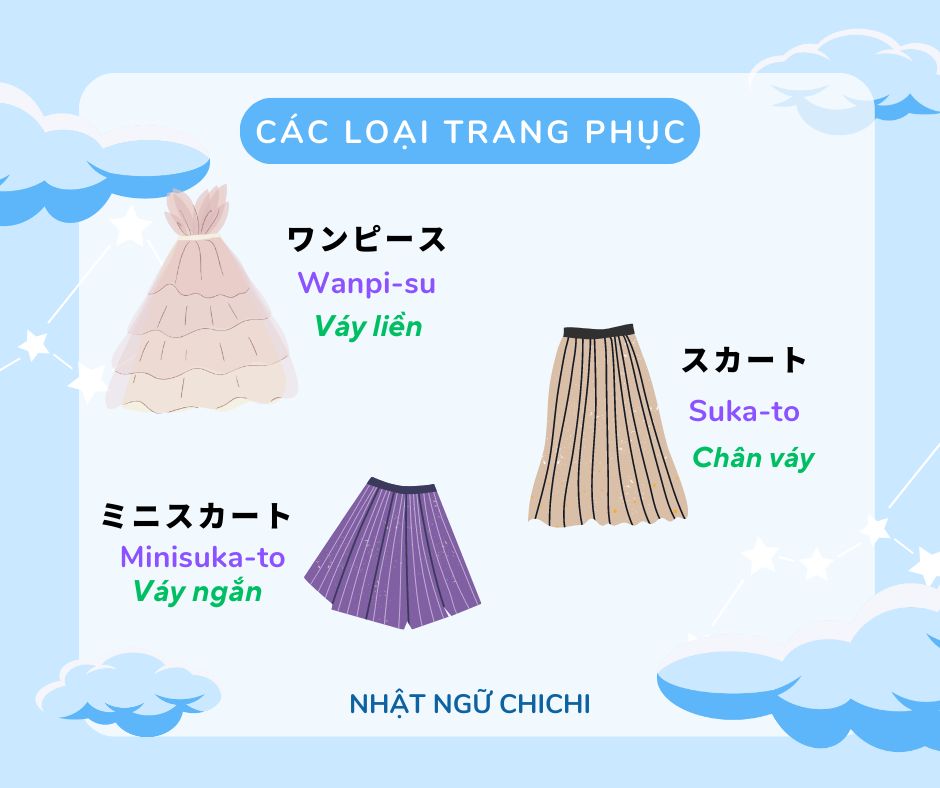 CÁC LOẠI TRANG PHỤC
ワンピース
Wanpi-su
Váy liền
スカート
Suka-to
Chân váy
ミニスカート
Minisuka-to
Váy ngắn
NHẬT NGỮ CHICHI